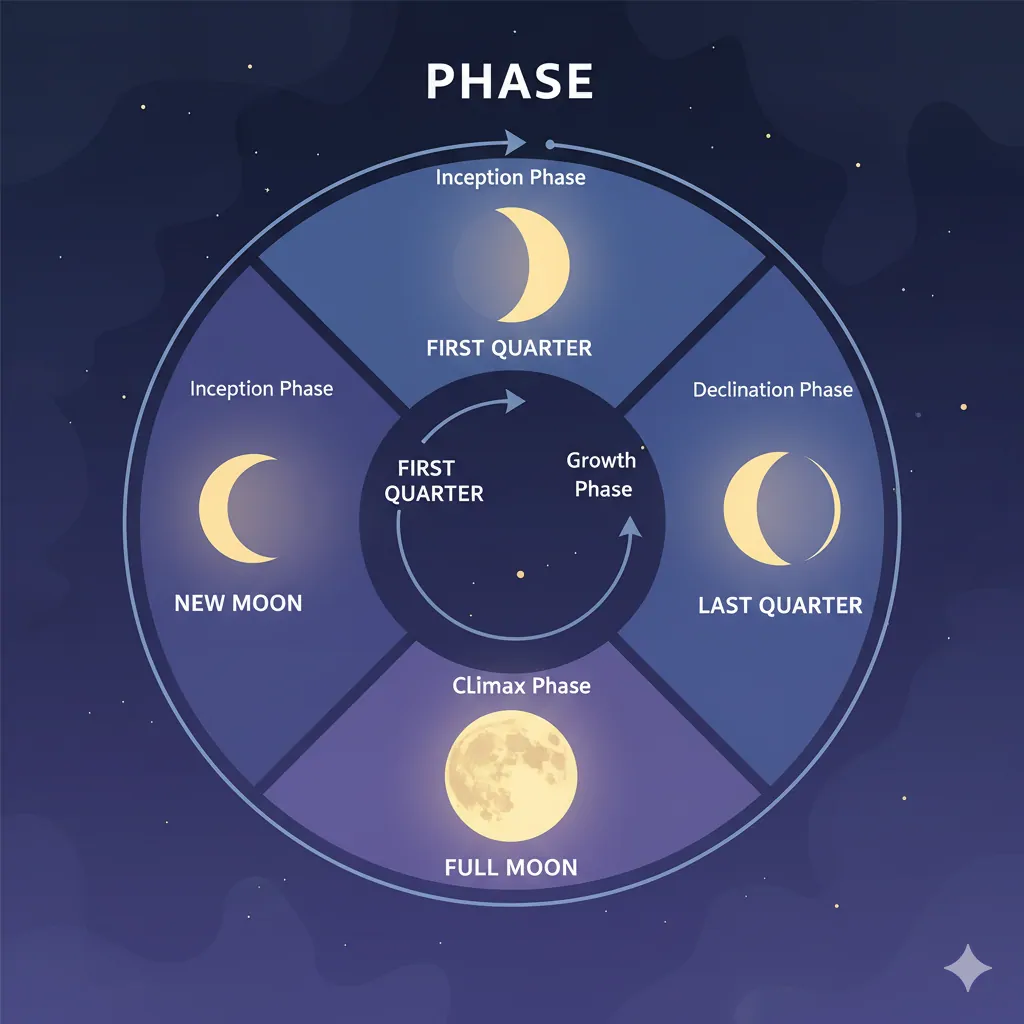 PHASE
Inception Phase
FIRST QUARTER
Inception Phase
NEW MOON
FIRST
QUARTER
Growth
Phase
Declination Phase
LAST QUARTER
CLimax Phase
FULL MOON